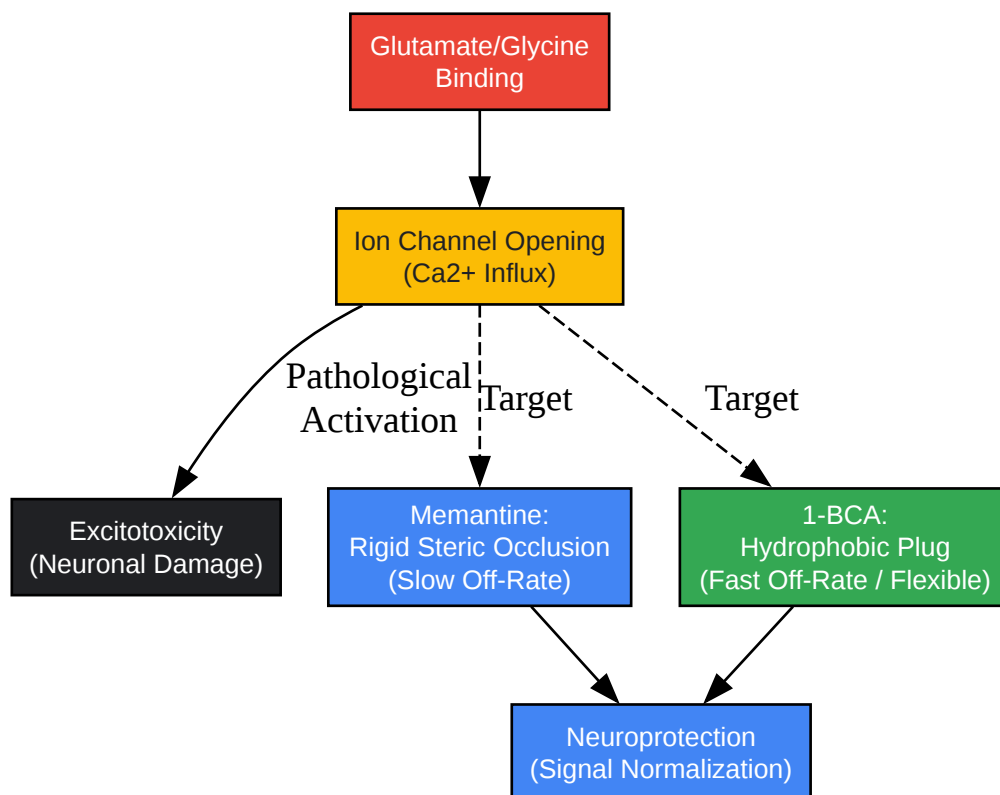 Glutamate/Glycine
Binding
Ion Channel Opening
(Ca2+ Influx)
Pathological
Activation
Target
Target
Excitotoxicity
(Neuronal Damage)
Memantine:
Rigid Steric Occlusion
(Slow Off-Rate)
1-BCA:
Hydrophobic Plug
(Fast Off-Rate / Flexible)
Neuroprotection
(Signal Normalization)